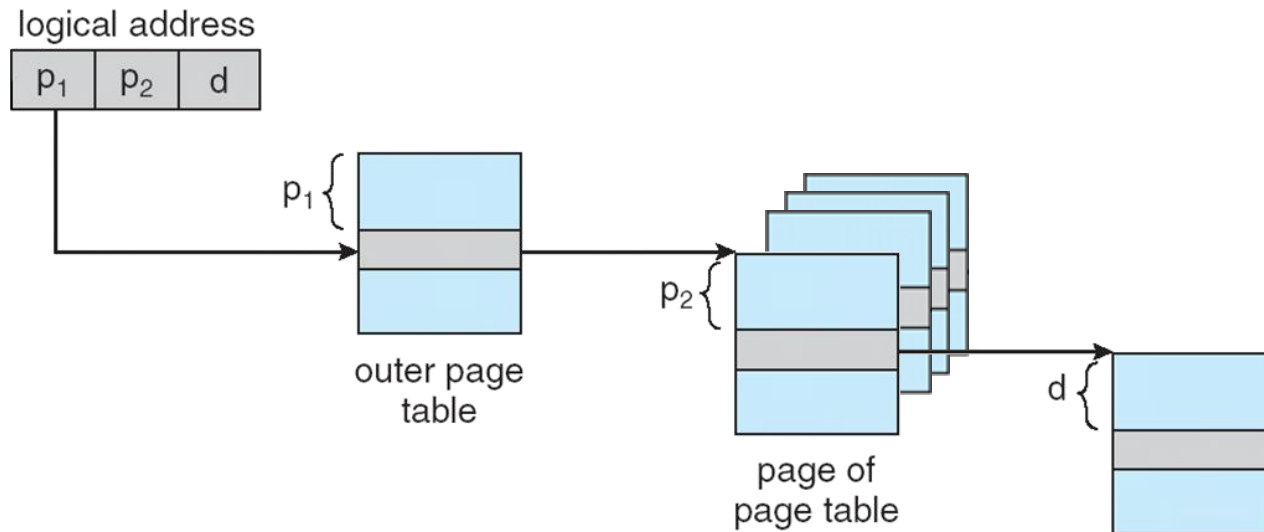 logical address
p₁ p₂ d
p₁
outer page
table
p₂
page of
page table
d